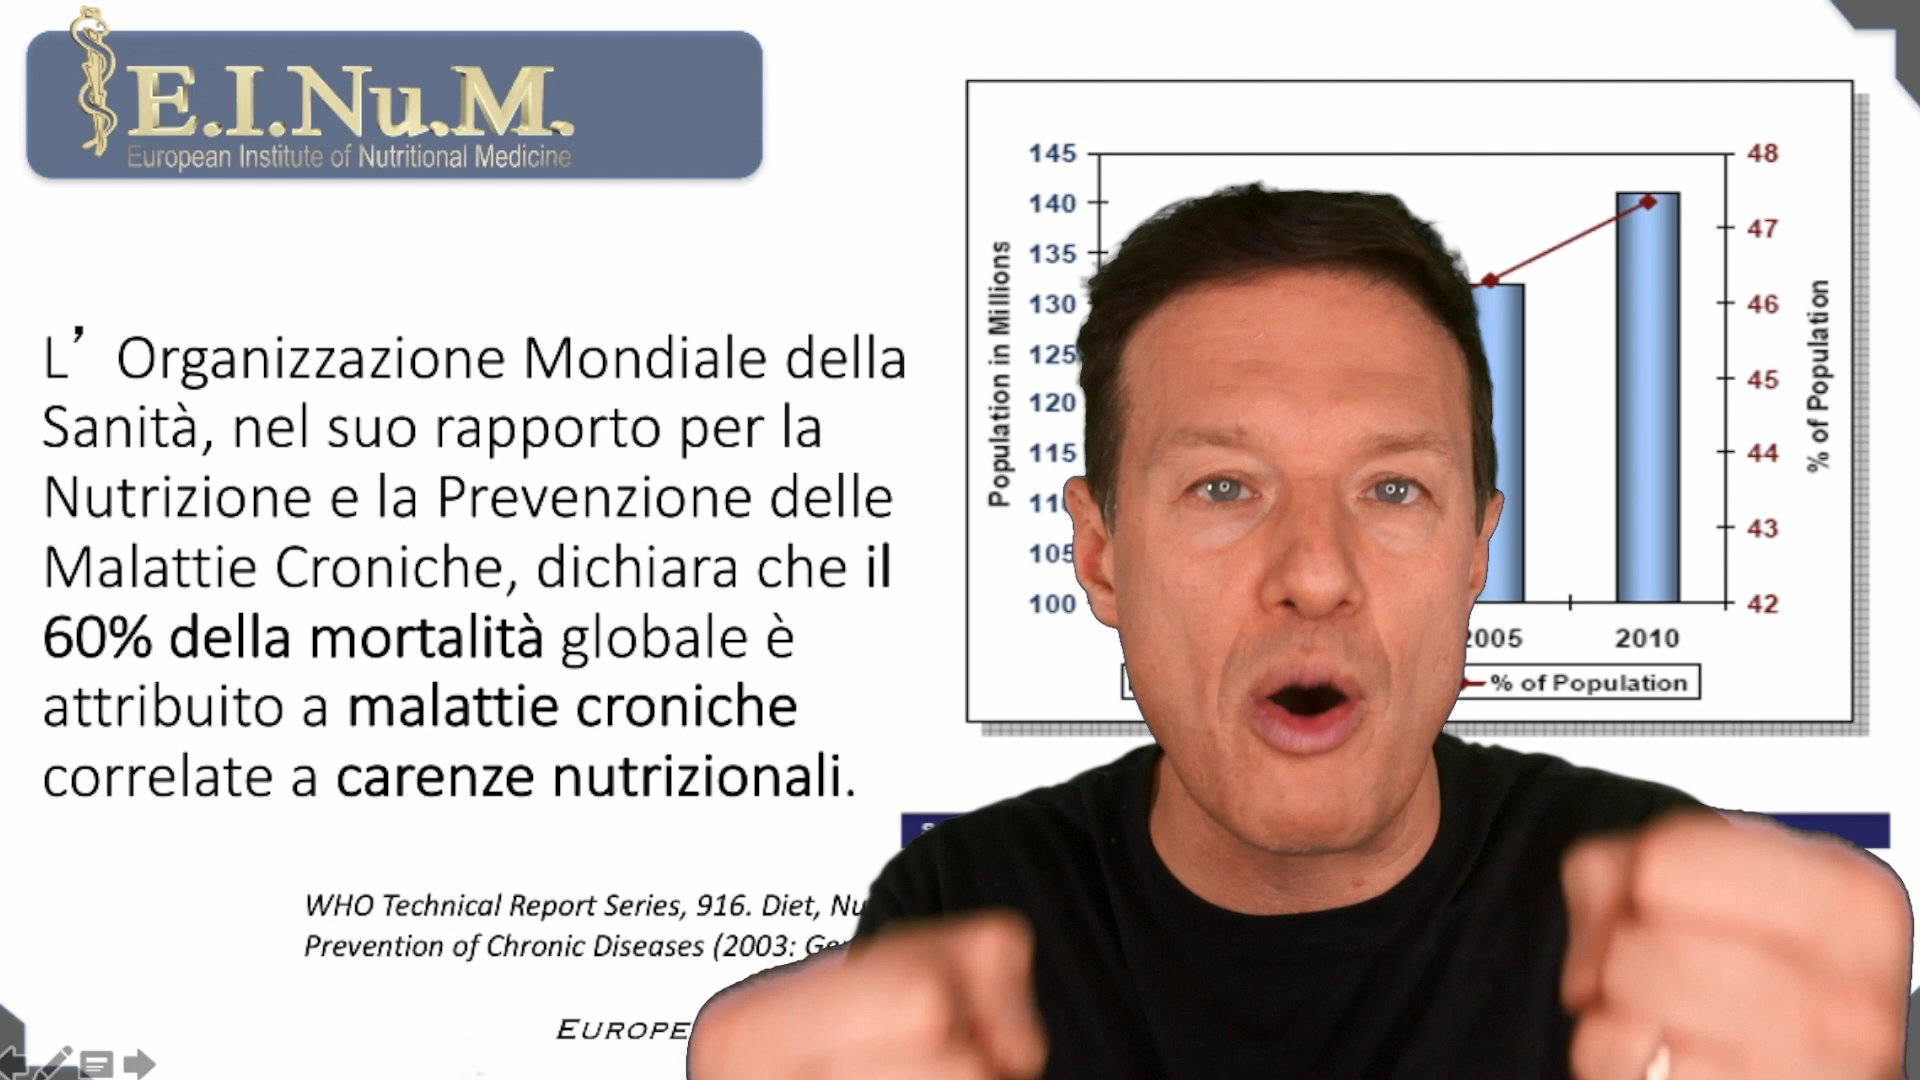 E.I.Nu.M.
European Institute of Nutritional Medicine
L’ Organizzazione Mondiale della
Sanità, nel suo rapporto per la
Nutrizione e la Prevenzione delle
Malattie Croniche, dichiara che il
60% della mortalità globale è
attribuito a malattie croniche
correlate a carenze nutrizionali.
WHO Technical Report Series, 916. Diet,
Prevention of Chronic Diseases (2003:
145
140
135
130
125
120
115
105
100
Population in Millions
48
47
46
45
44
43
42
% of Population
2005 2010
% of Population